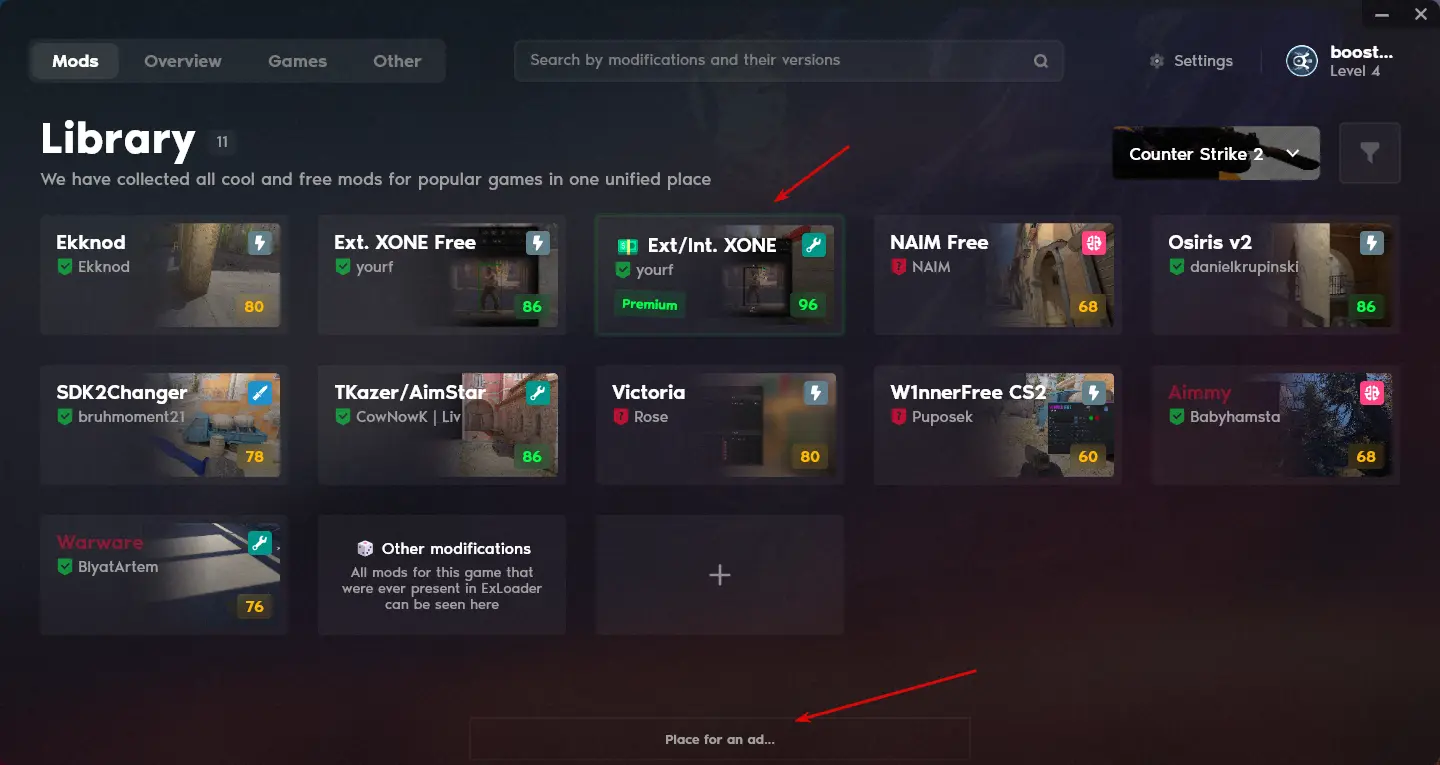 Mods
Overview
Games
Other
Search by modifications and their versions
Settings
boost...
Level 4
Library
11
We have collected all cool and free mods for popular games in one unified place
Counter Strike 2
Ekknod
Ekknod
80
Ext. XONE Free
yourf
86
Ext/Int. XONE
yourf
Premium
96
NAIM Free
NAIM
68
Osiris v2
danielkrupinski
86
SDK2Changer
bruhmoment21
78
TKazer/AimStar
CowNowK | Liv
86
Victoria
Rose
80
W1nnerFree CS2
Puposek
60
Aimmy
Babyhamsta
68
Warware
BlyatArtem
76
Other modifications
All mods for this game that
were ever present in ExLoader
can be seen here
Place for an ad...